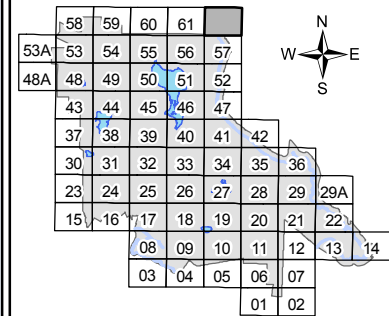 58 59 60 61
N
53A 53 54 55 56 57
W E
48A 48 49 50 51 52
S
43 44 45 46 47
37 38 39 40 41 42
30 31 32 33 34 35 36
23 24 25 26 27 28 29 29A
15 16 17 18 19 20 21 22
08 09 10 11 12 13 14
03 04 05 06 07
01 02